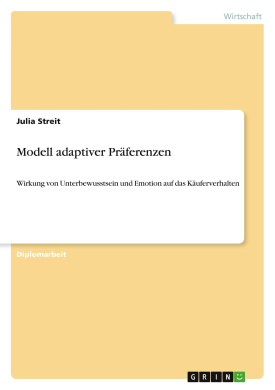 Wirtschaft
Julia Streit
Modell adaptiver Präferenzen
Wirkung von Unterbewusstsein und Emotion auf das Käuferverhalten
Diplomarbeit
GRIN